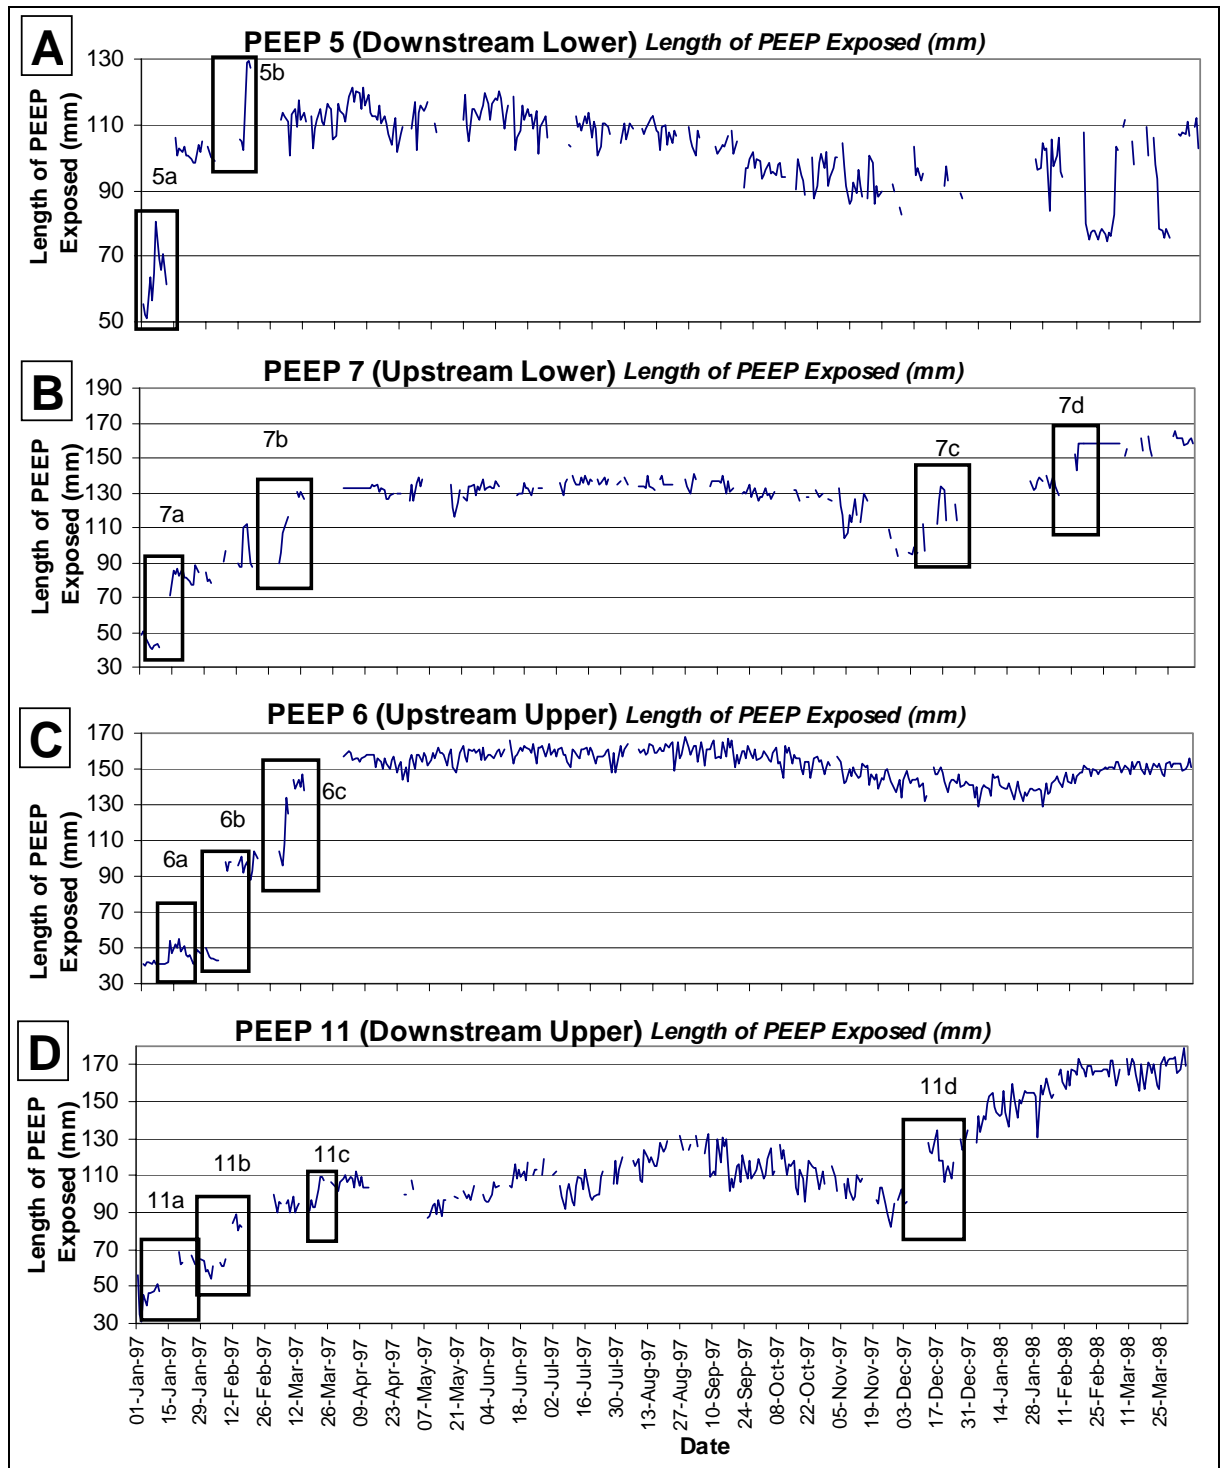 A
PEEP 5 (Downstream Lower) Length of PEEP Exposed (mm)
Length of PEEP
Exposed (mm)
130
110
90
70
50
5a
5b
B
PEEP 7 (Upstream Lower) Length of PEEP Exposed (mm)
Length of PEEP
Exposed (mm)
190
170
150
130
110
90
70
50
30
7a
7b
7c
7d
C
PEEP 6 (Upstream Upper) Length of PEEP Exposed (mm)
Length of PEEP
Exposed (mm)
170
150
130
110
90
70
50
30
6a
6b
6c
D
PEEP 11 (Downstream Upper) Length of PEEP Exposed (mm)
Length of PEEP
Exposed (mm)
170
150
130
110
90
70
50
30
11a
11b
11c
11d
01-Jan-97
15-Jan-97
29-Jan-97
12-Feb-97
26-Feb-97
12-Mar-97
26-Mar-97
09-Apr-97
23-Apr-97
07-May-97
21-May-97
04-Jun-97
18-Jun-97
02-Jul-97
16-Jul-97
30-Jul-97
13-Aug-97
27-Aug-97
10-Sep-97
24-Sep-97
08-Oct-97
22-Oct-97
05-Nov-97
19-Nov-97
03-Dec-97
17-Dec-97
31-Dec-97
14-Jan-98
28-Jan-98
11-Feb-98
25-Feb-98
11-Mar-98
25-Mar-98
Date